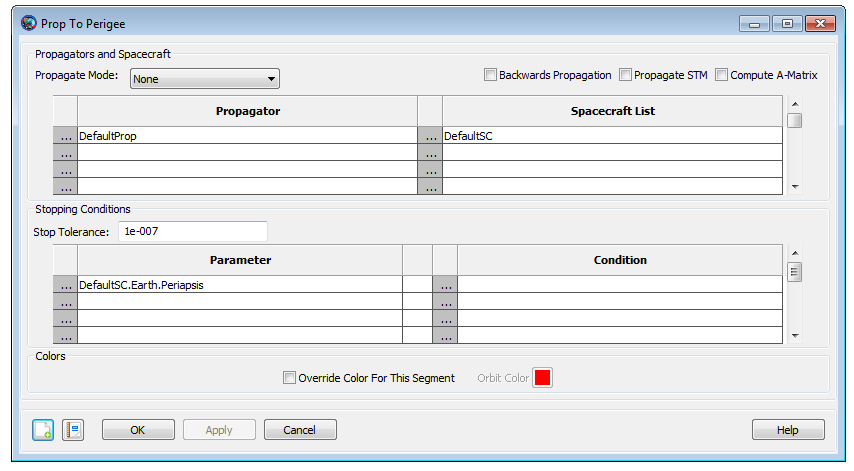 Prop To Perigee
Propagators and Spacecraft
Propagate Mode: None Backwards Propagation Propagate STM Compute A-Matrix
Propagator Spacecraft List
... DefaultProp ... DefaultSC
... ...
... ...
... ...
Stopping Conditions
Stop Tolerance: 1e-007
Parameter Condition
... DefaultSC.Earth.Periapsis ...
... ...
... ...
... ...
Colors
Override Color For This Segment Orbit Color
OK Apply Cancel Help